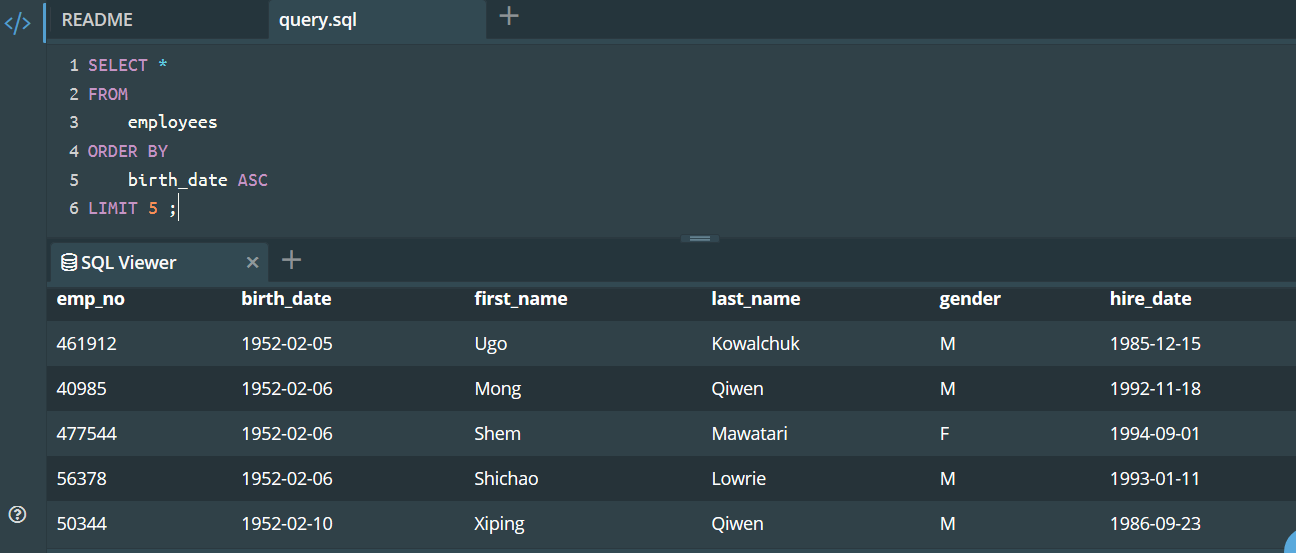 </>
README
query.sql
+
1 SELECT *
2 FROM
3     employees
4 ORDER BY
5     birth_date ASC
6 LIMIT 5 ;
SQL Viewer × +
emp_no birth_date first_name last_name gender hire_date
461912 1952-02-05 Ugo Kowalchuk M 1985-12-15
40985 1952-02-06 Mong Qiwen M 1992-11-18
477544 1952-02-06 Shem Mawatari F 1994-09-01
56378 1952-02-06 Shichao Lowrie M 1993-01-11
50344 1952-02-10 Xiping Qiwen M 1986-09-23
?